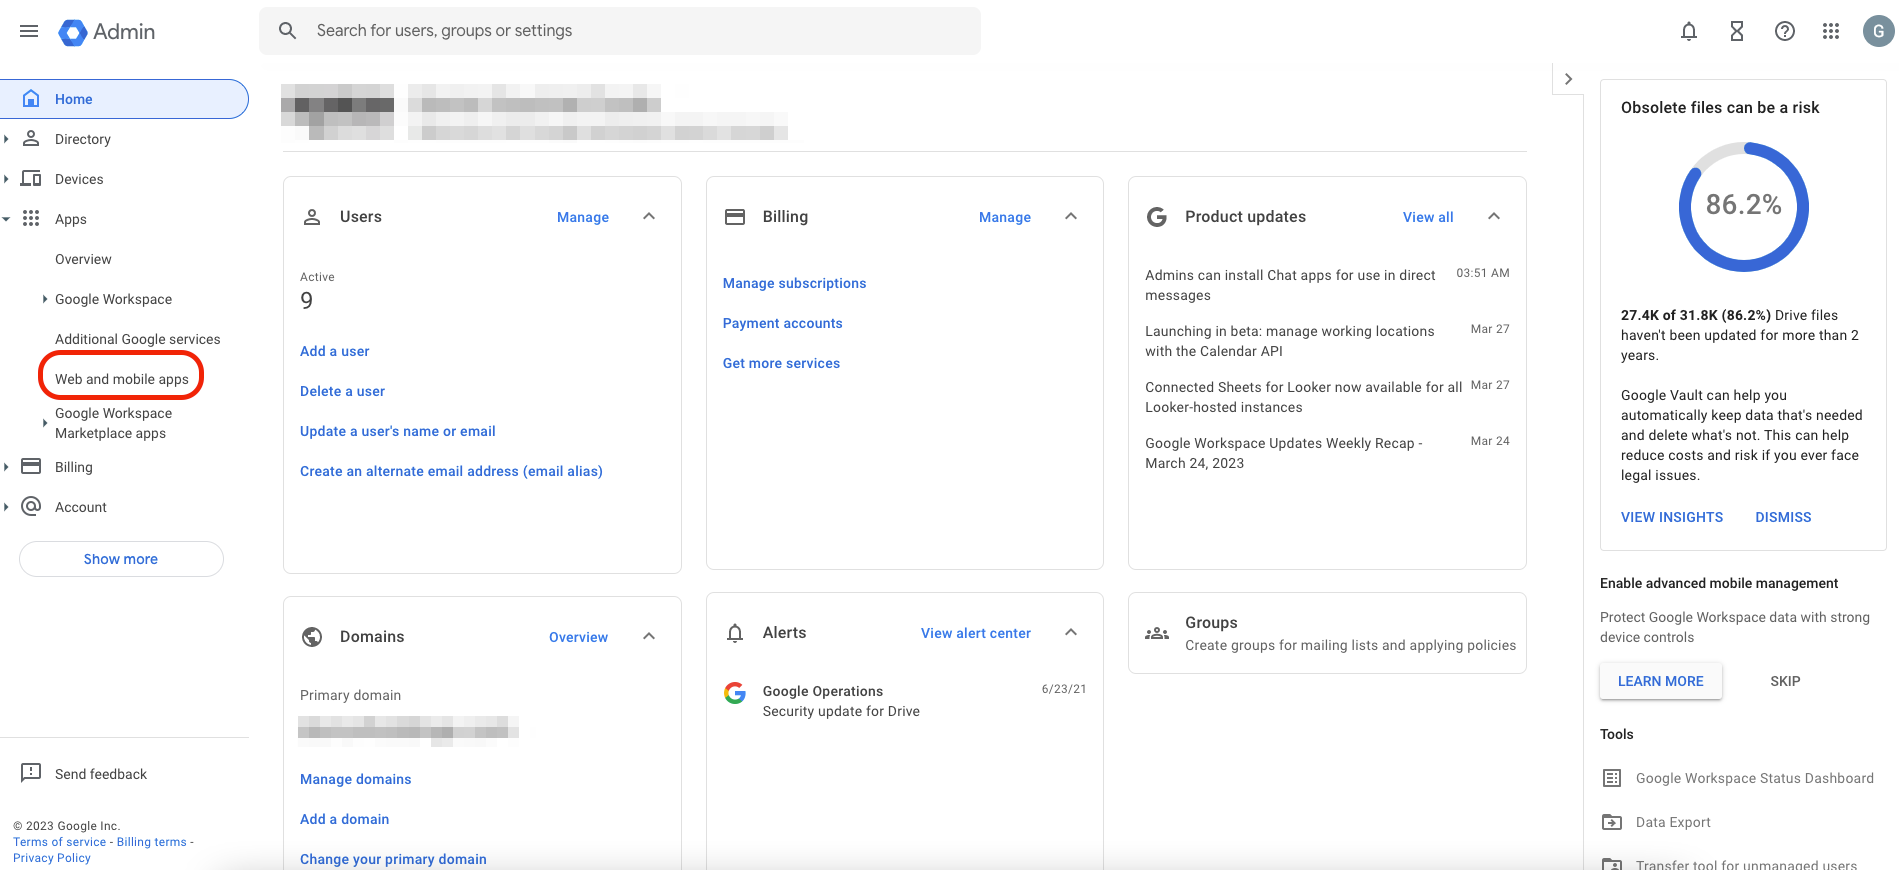 Admin
Search for users, groups or settings
G
Home
Directory
Devices
Apps
Overview
Google Workspace
Additional Google services
Web and mobile apps
Google Workspace
Marketplace apps
Billing
Account
Show more
Send feedback
© 2023 Google Inc.
Terms of service - Billing terms -
Privacy Policy
Users
Manage
Active
9
Add a user
Delete a user
Update a user's name or email
Create an alternate email address (email alias)
Billing
Manage
Manage subscriptions
Payment accounts
Get more services
Product updates
View all
Admins can install Chat apps for use in direct
messages
03:51 AM
Launching in beta: manage working locations
with the Calendar API
Mar 27
Connected Sheets for Looker now available for all
Looker-hosted instances
Mar 27
Google Workspace Updates Weekly Recap -
March 24, 2023
Mar 24
Domains
Overview
Primary domain
Manage domains
Add a domain
Change your primary domain
Alerts
View alert center
Google Operations
6/23/21
Security update for Drive
Groups
Create groups for mailing lists and applying policies
Obsolete files can be a risk
86.2%
27.4K of 31.8K (86.2%) Drive files
haven't been updated for more than 2
years.
Google Vault can help you
automatically keep data that's needed
and delete what's not. This can help
reduce costs and risk if you ever face
legal issues.
VIEW INSIGHTS
DISMISS
Enable advanced mobile management
Protect Google Workspace data with strong
device controls
LEARN MORE
SKIP
Tools
Google Workspace Status Dashboard
Data Export
Transfer tool for unmanaged users